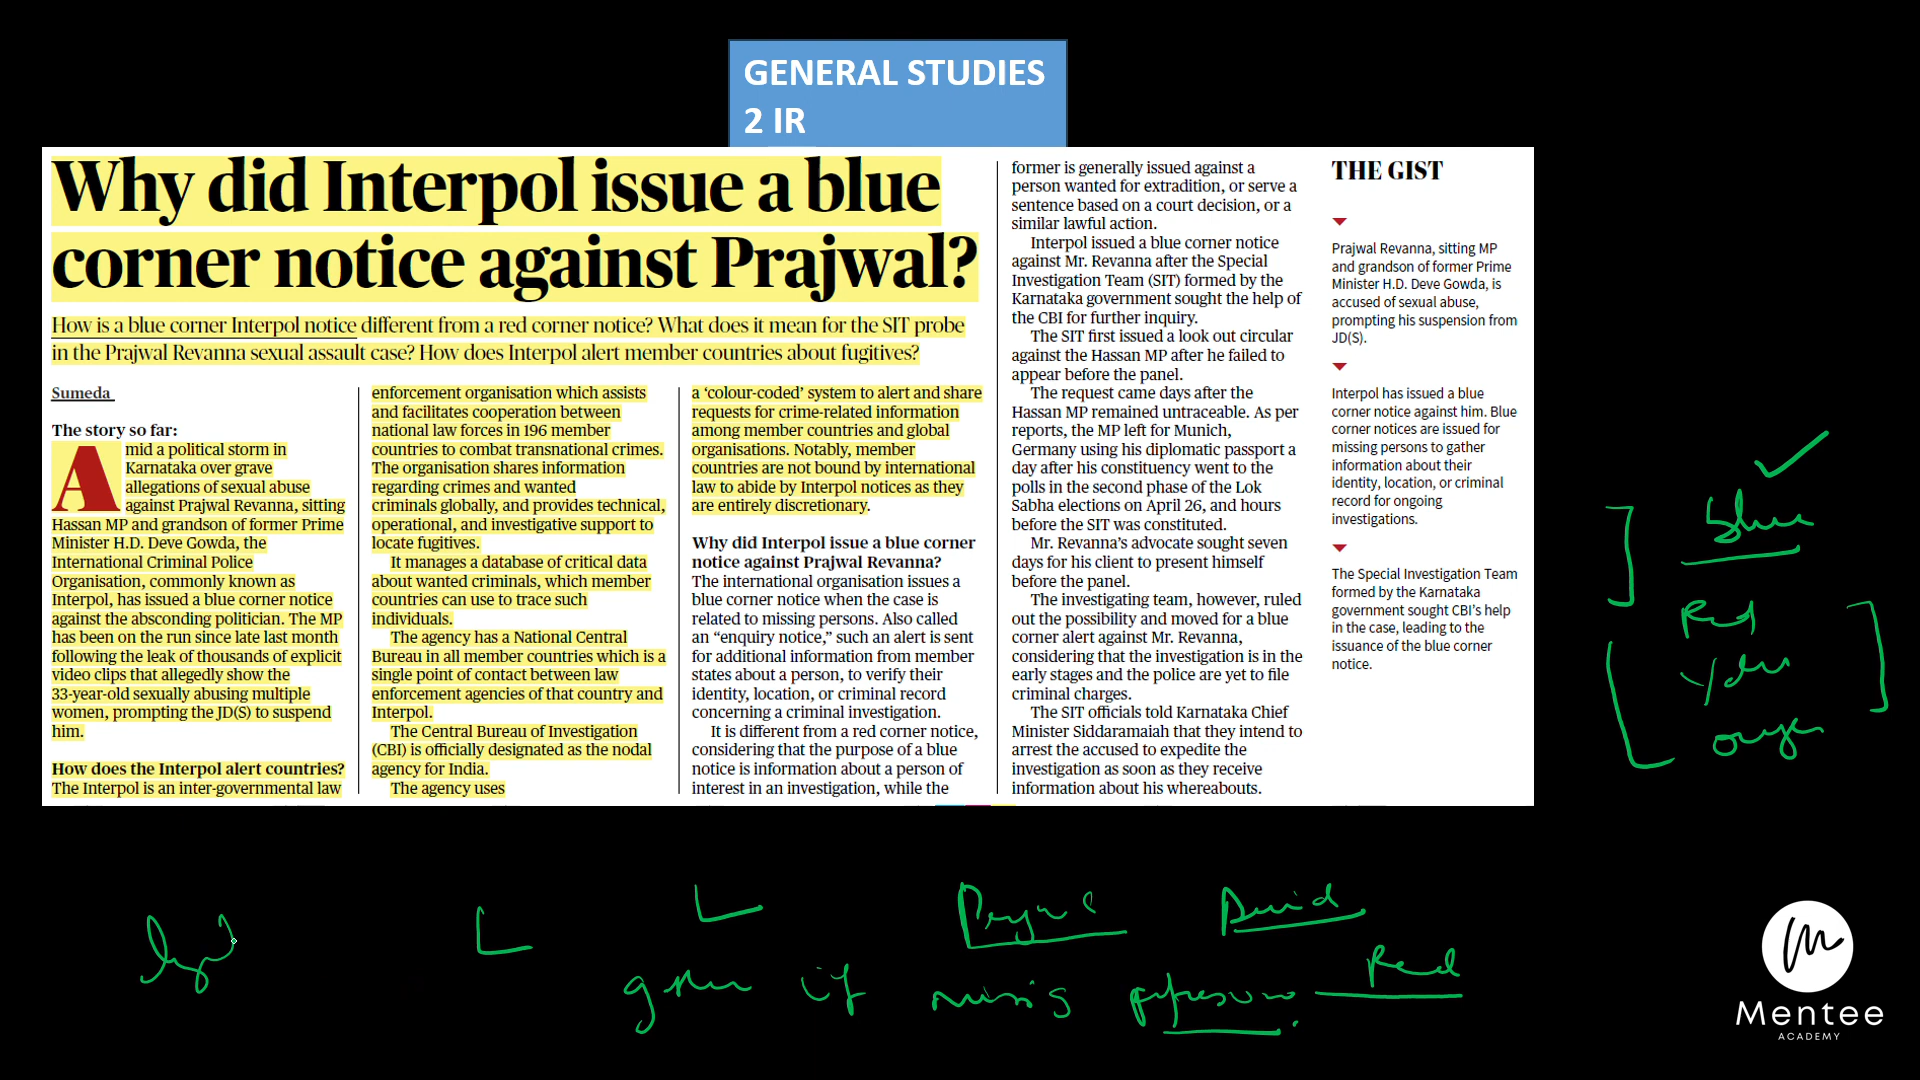 GENERAL STUDIES
2 IR
Why did Interpol issue a blue
corner notice against Prajwal?
How is a blue corner Interpol notice different from a red corner notice? What does it mean for the SIT probe
in the Prajwal Revanna sexual assault case? How does Interpol alert member countries about fugitives?
Sumeda
The story so far:
Amid a political storm in
Karnataka over grave
allegations of sexual abuse
against Prajwal Revanna, sitting
Hassan MP and grandson of former Prime
Minister H.D. Deve Gowda, the
International Criminal Police
Organisation, commonly known as
Interpol, has issued a blue corner notice
against the absconding politician. The MP
has been on the run since late last month
following the leak of thousands of explicit
video clips that allegedly show the
33-year-old sexually abusing multiple
women, prompting the JD(S) to suspend
him.
How does the Interpol alert countries?
The Interpol is an inter-governmental law
enforcement organisation which assists
and facilitates cooperation between
national law forces in 196 member
countries to combat transnational crimes.
The organisation shares information
regarding crimes and wanted
criminals globally, and provides technical,
operational, and investigative support to
locate fugitives.
It manages a database of critical data
about wanted criminals, which member
countries can use to trace such
individuals.
The agency has a National Central
Bureau in all member countries which is a
single point of contact between law
enforcement agencies of that country and
Interpol.
The Central Bureau of Investigation
(CBI) is officially designated as the nodal
agency for India.
The agency uses
a ‘colour-coded’ system to alert and share
requests for crime-related information
among member countries and global
organisations. Notably, member
countries are not bound by international
law to abide by Interpol notices as they
are entirely discretionary.
Why did Interpol issue a blue corner
notice against Prajwal Revanna?
The international organisation issues a
blue corner notice when the case is
related to missing persons. Also called
an “enquiry notice,” such an alert is sent
for additional information from member
states about a person, to verify their
identity, location, or criminal record
concerning a criminal investigation.
It is different from a red corner notice,
considering that the purpose of a blue
notice is information about a person of
interest in an investigation, while the
former is generally issued against a
person wanted for extradition, or serve a
sentence based on a court decision, or a
similar lawful action.
Interpol issued a blue corner notice
against Mr. Revanna after the Special
Investigation Team (SIT) formed by the
Karnataka government sought the help of
the CBI for further inquiry.
The SIT first issued a look out circular
against the Hassan MP after he failed to
appear before the panel.
The request came days after the
Hassan MP remained untraceable. As per
reports, the MP left for Munich,
Germany using his diplomatic passport a
day after his constituency went to the
polls in the second phase of the Lok
Sabha elections on April 26, and hours
before the SIT was constituted.
Mr. Revanna’s advocate sought seven
days for his client to present himself
before the panel.
The investigating team, however, ruled
out the possibility and moved for a blue
corner alert against Mr. Revanna,
considering that the investigation is in the
early stages and the police are yet to file
criminal charges.
The SIT officials told Karnataka Chief
Minister Siddaramaiah that they intend to
arrest the accused to expedite the
investigation as soon as they receive
information about his whereabouts.
THE GIST
Prajwal Revanna, sitting MP
and grandson of former Prime
Minister H.D. Deve Gowda, is
accused of sexual abuse,
prompting his suspension from
JD(S).
Interpol has issued a blue
corner notice against him. Blue
corner notices are issued for
missing persons to gather
information about their
identity, location, or criminal
record for ongoing
investigations.
The Special Investigation Team
formed by the Karnataka
government sought CBI’s help
in the case, leading to the
issuance of the blue corner
notice.
Blue
Red
if
Red
Mentee
ACADEMY